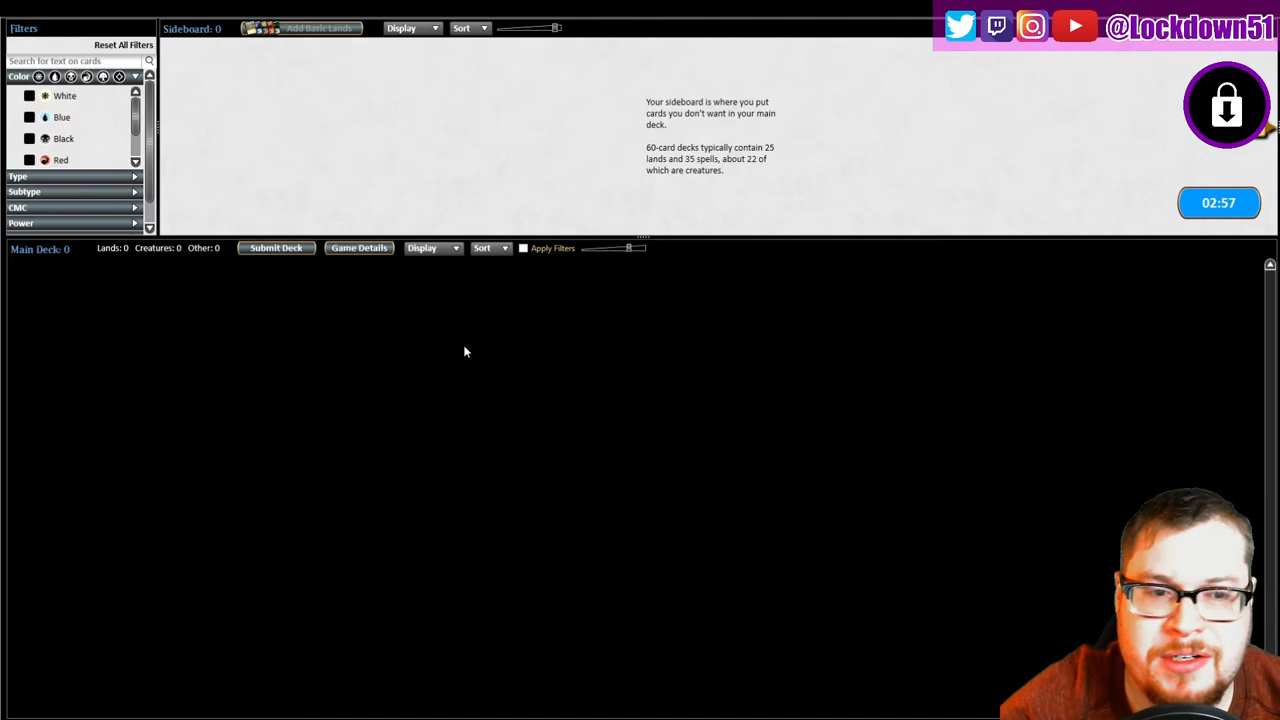 Filters
Sideboard: 0
Add Basic Lands
Display
Sort
@Lockdown51
Reset All Filters
Search for text on cards
Color
White
Blue
Black
Red
Type
Subtype
CMC
Power
Your sideboard is where you put
cards you don't want in your main
deck.
60-card decks typically contain 25
lands and 35 spells, about 22 of
which are creatures.
02:57
Main Deck: 0
Lands: 0 Creatures: 0 Other: 0
Submit Deck
Game Details
Display
Sort
Apply Filters